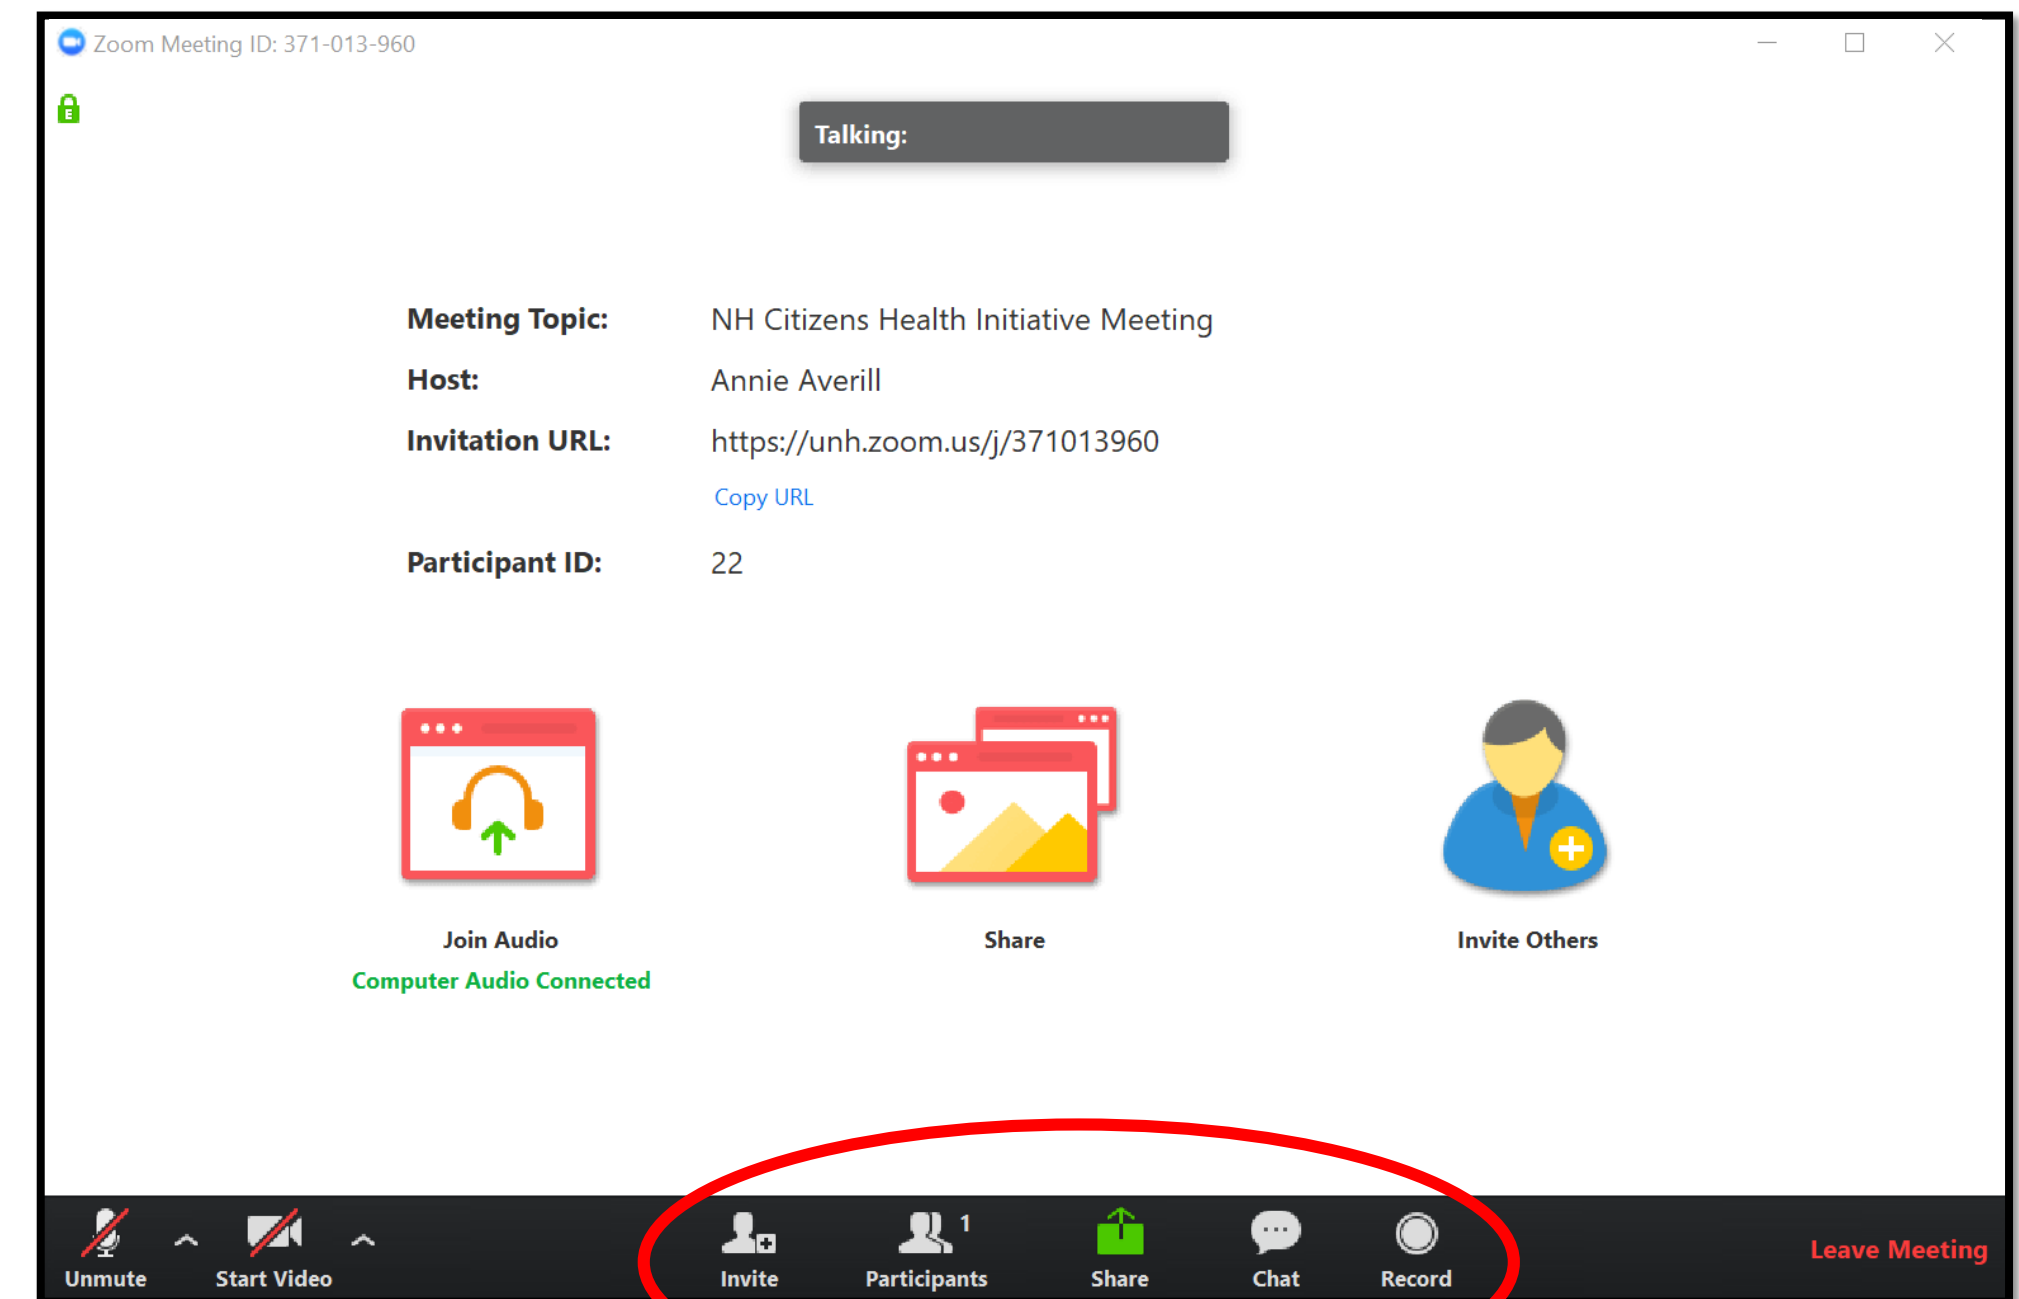 Zoom Meeting ID: 371-013-960
E
Talking:
Meeting Topic: NH Citizens Health Initiative Meeting
Host: Annie Averill
Invitation URL: https://unh.zoom.us/j/371013960
Copy URL
Participant ID: 22
Join Audio Share Invite Others
Computer Audio Connected
1
Unmute Start Video Invite Participants Share Chat Record Leave Meeting